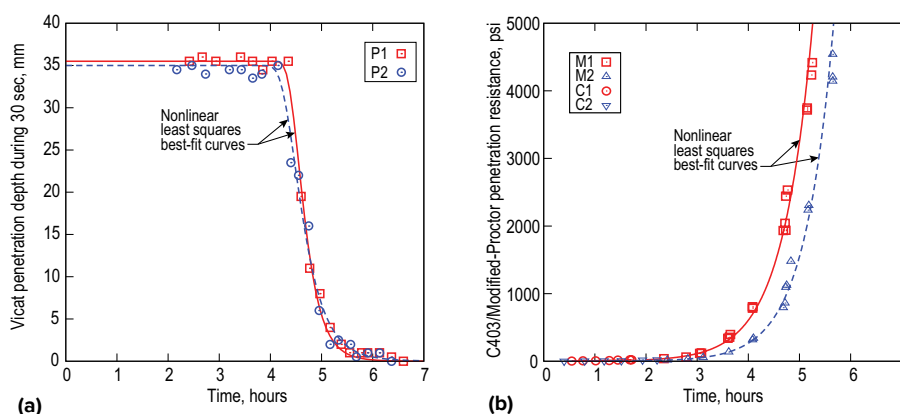 40
35
30
25
20
15
10
5
0
Vicat penetration depth during 30 sec, mm
P1
P2
Nonlinear
least squares
best-fit curves
0 1 2 3 4 5 6 7
Time, hours
(a)
5000
4000
3000
2000
1000
0
C403/Modified-Proctor penetration resistance, psi
M1
M2
C1
C2
Nonlinear
least squares
best-fit curves
0 1 2 3 4 5 6
Time, hours
(b)